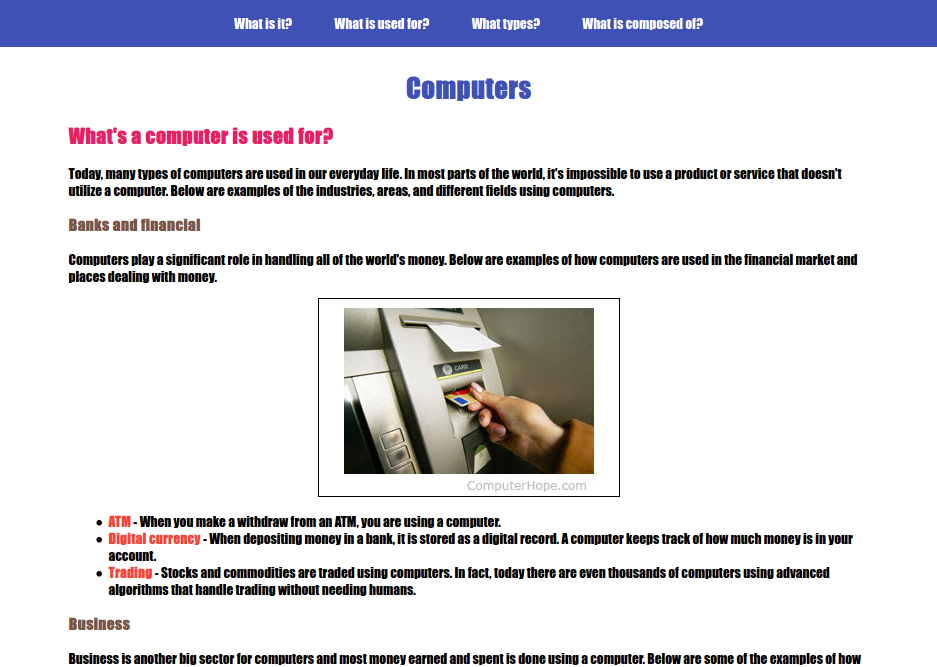 What is it? What is used for? What types? What is composed of?
Computers
What's a computer is used for?
Today, many types of computers are used in our everyday life. In most parts of the world, it's impossible to use a product or service that doesn't
utilize a computer. Below are examples of the industries, areas, and different fields using computers.
Banks and financial
Computers play a significant role in handling all of the world's money. Below are examples of how computers are used in the financial market and
places dealing with money.
CARD
ComputerHope.com
ATM - When you make a withdraw from an ATM, you are using a computer.
Digital currency - When depositing money in a bank, it is stored as a digital record. A computer keeps track of how much money is in your
account.
Trading - Stocks and commodities are traded using computers. In fact, today there are even thousands of computers using advanced
algorithms that handle trading without needing humans.
Business
Business is another big sector for computers and most money earned and spent is done using a computer. Below are some of the examples of how